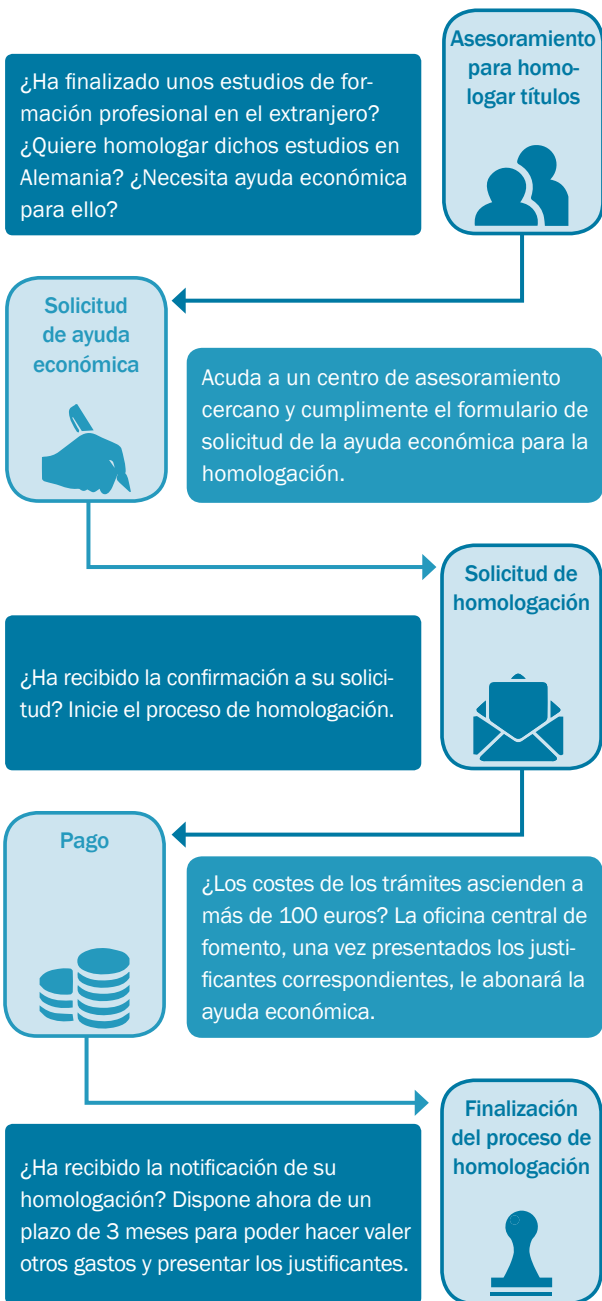 Asesoramiento
para homo-
logar títulos
¿Ha finalizado unos estudios de for-
mación profesional en el extranjero?
¿Quiere homologar dichos estudios en
Alemania? ¿Necesita ayuda económica
para ello?
Solicitud
de ayuda
económica
Acuda a un centro de asesoramiento
cercano y cumplimente el formulario de
solicitud de la ayuda económica para la
homologación.
Solicitud de
homologación
¿Ha recibido la confirmación a su solici-
tud? Inicie el proceso de homologación.
Pago
¿Los costes de los trámites ascienden a
más de 100 euros? La oficina central de
fomento, una vez presentados los justi-
ficantes correspondientes, le abonará la
ayuda económica.
Finalización
del proceso de
homologación
¿Ha recibido la notificación de su
homologación? Dispone ahora de un
plazo de 3 meses para poder hacer valer
otros gastos y presentar los justificantes.